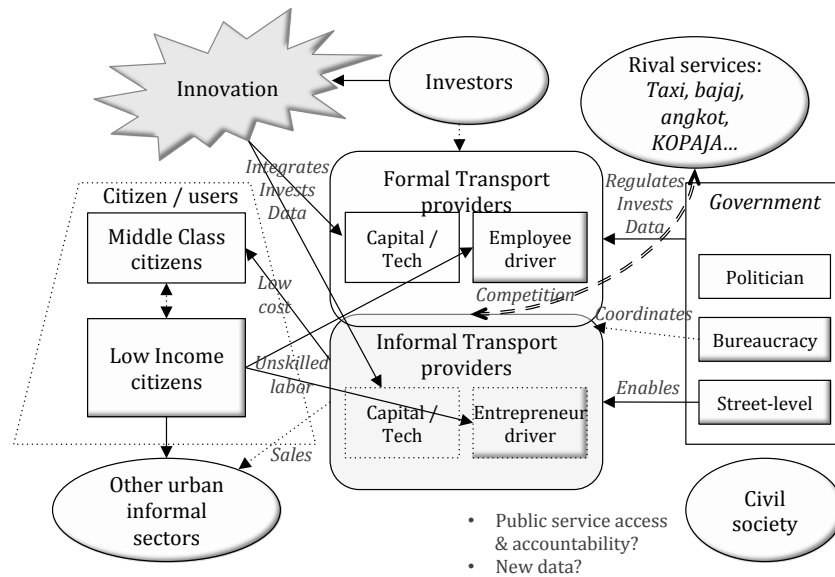 Innovation
Investors
Rival services:
Taxi, bajaj,
angkot,
KOPAJA…
Integrates
Invests
Data
Formal Transport
providers
Regulates
Invests
Data
Citizen / users
Government
Middle Class
citizens
Capital /
Tech
Employee
driver
Politician
Low
cost
Competition
Coordinates
Low Income
citizens
Unskilled
labor
Informal Transport
providers
Bureaucracy
Enables
Capital /
Tech
Entrepreneur
driver
Street-level
Sales
Other urban
informal
sectors
Civil
society
• Public service access
& accountability?
• New data?